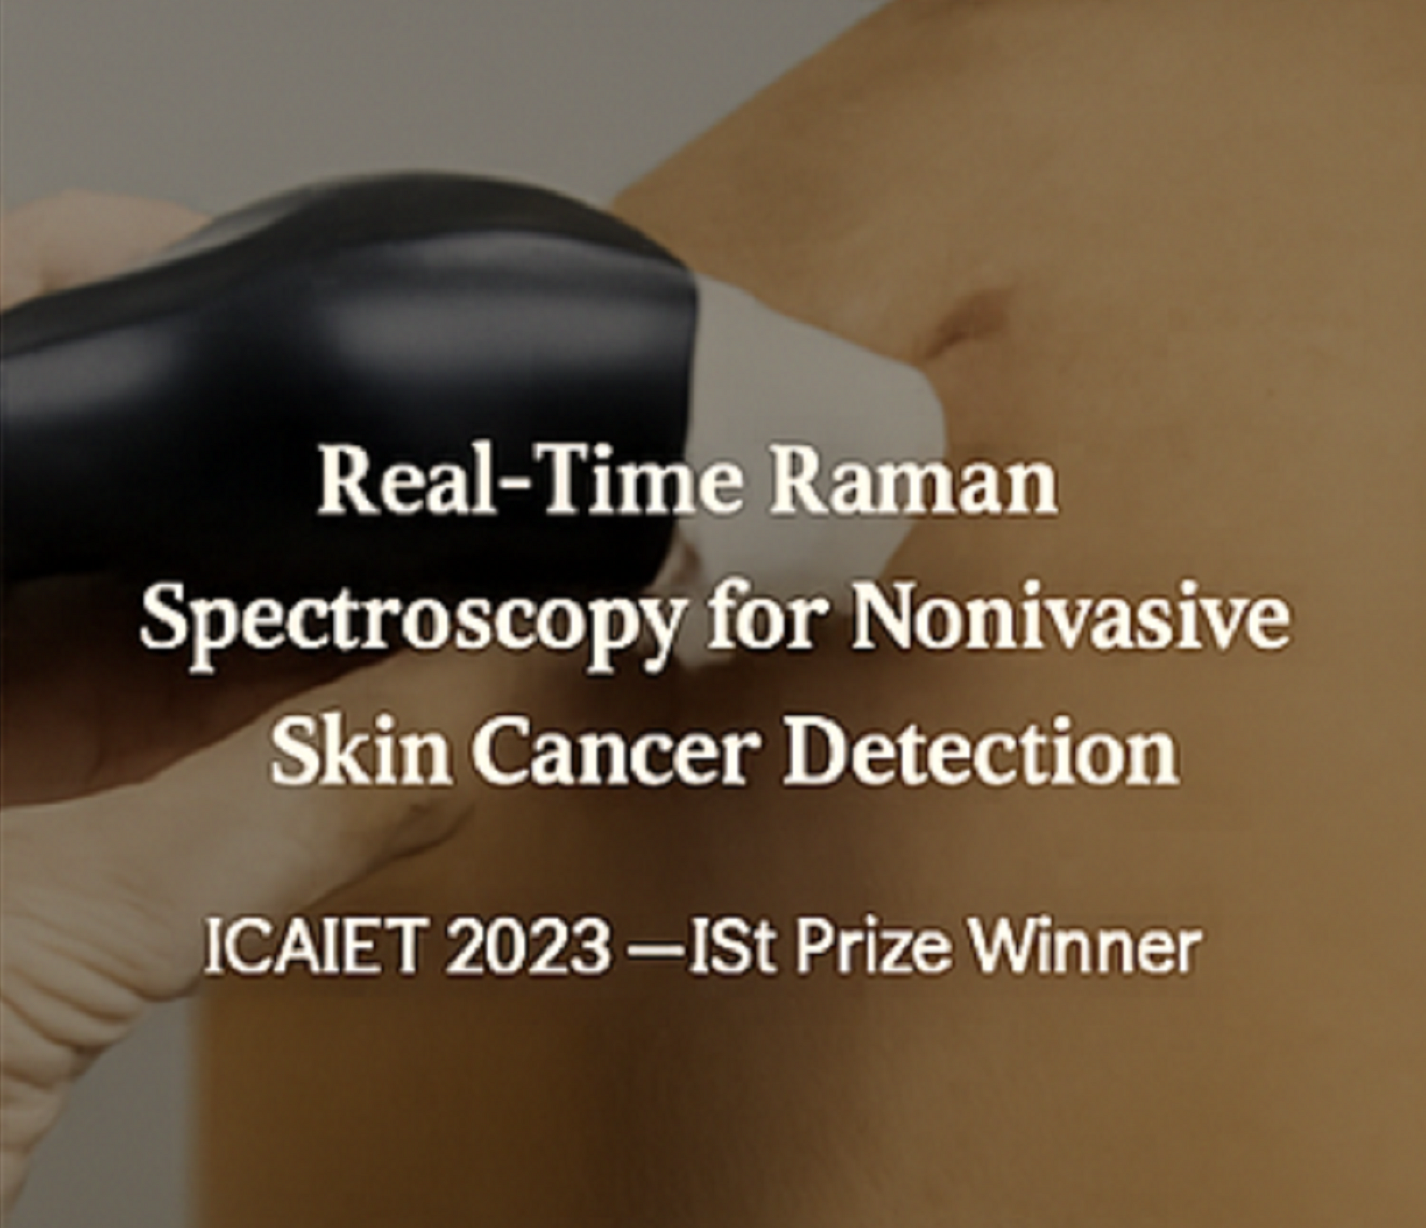 Real-Time Raman
Spectroscopy for Nonivasive
Skin Cancer Detection
ICAIET 2023 —ISt Prize Winner